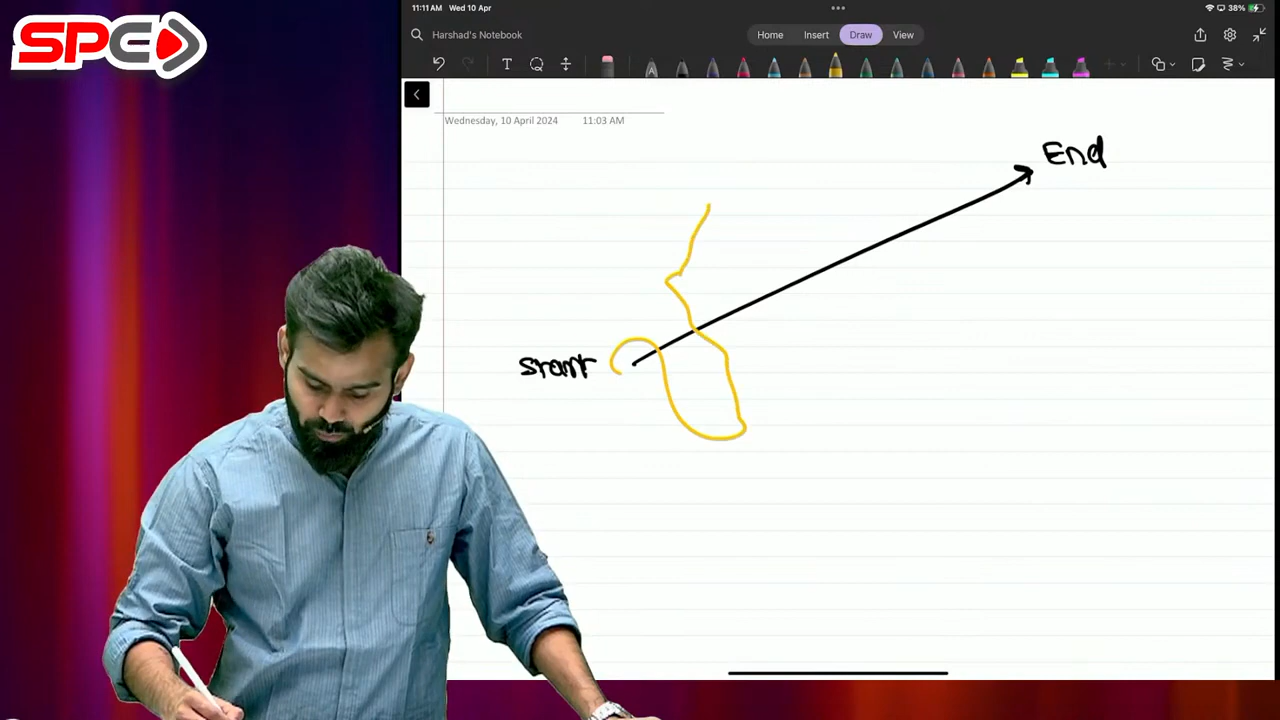 SPC
11:11 AM Wed 10 Apr
38%
Harshad's Notebook
Home Insert Draw View
T
Wednesday, 10 April 2024 11:03 AM
End
Start